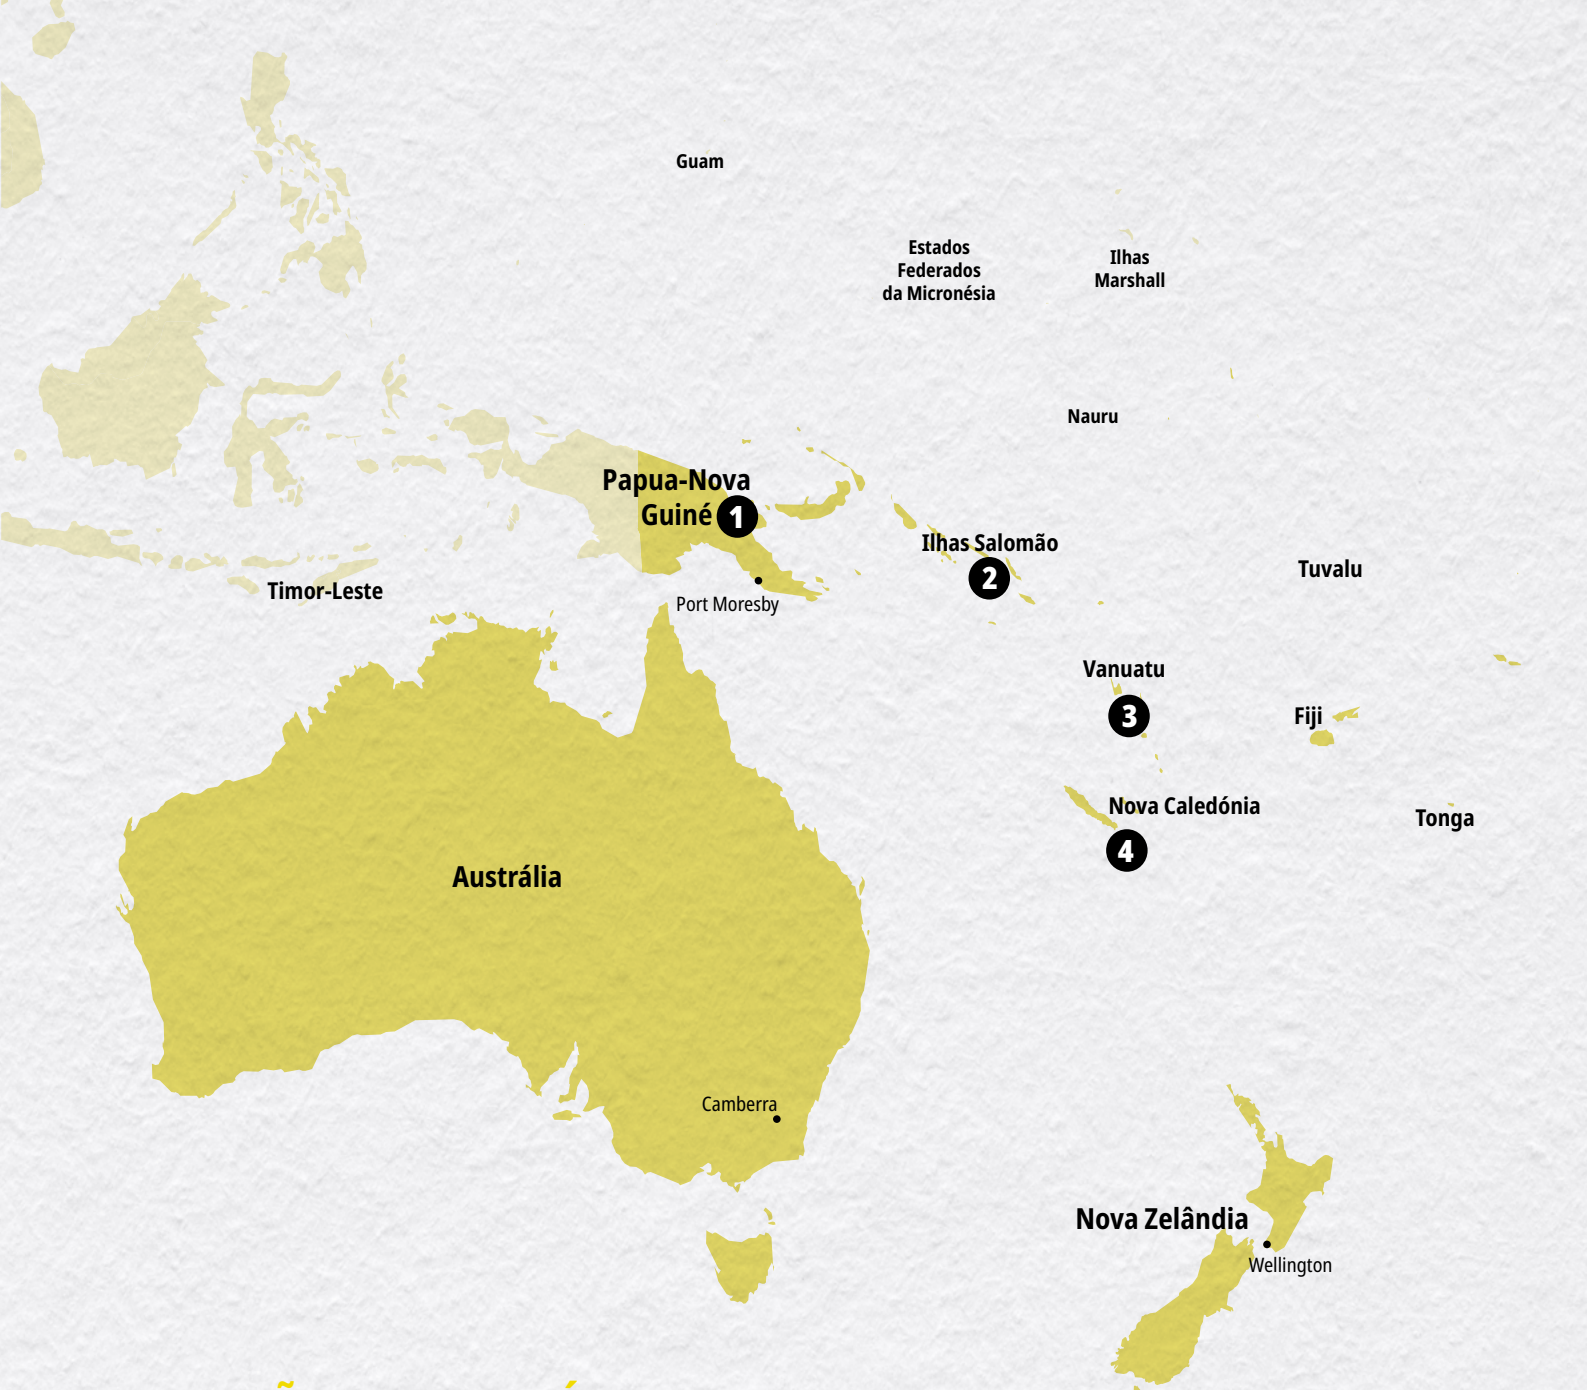 Guam
Estados
Federados
da Micronésia
Ilhas
Marshall
Nauru
Papua-Nova
Guiné 1
Ilhas Salomão
2
Tuvalu
Timor-Leste
Port Moresby
Vanuatu
3
Fiji
Nova Caledónia
4
Tonga
Austrália
Camberra
Nova Zelândia
Wellington